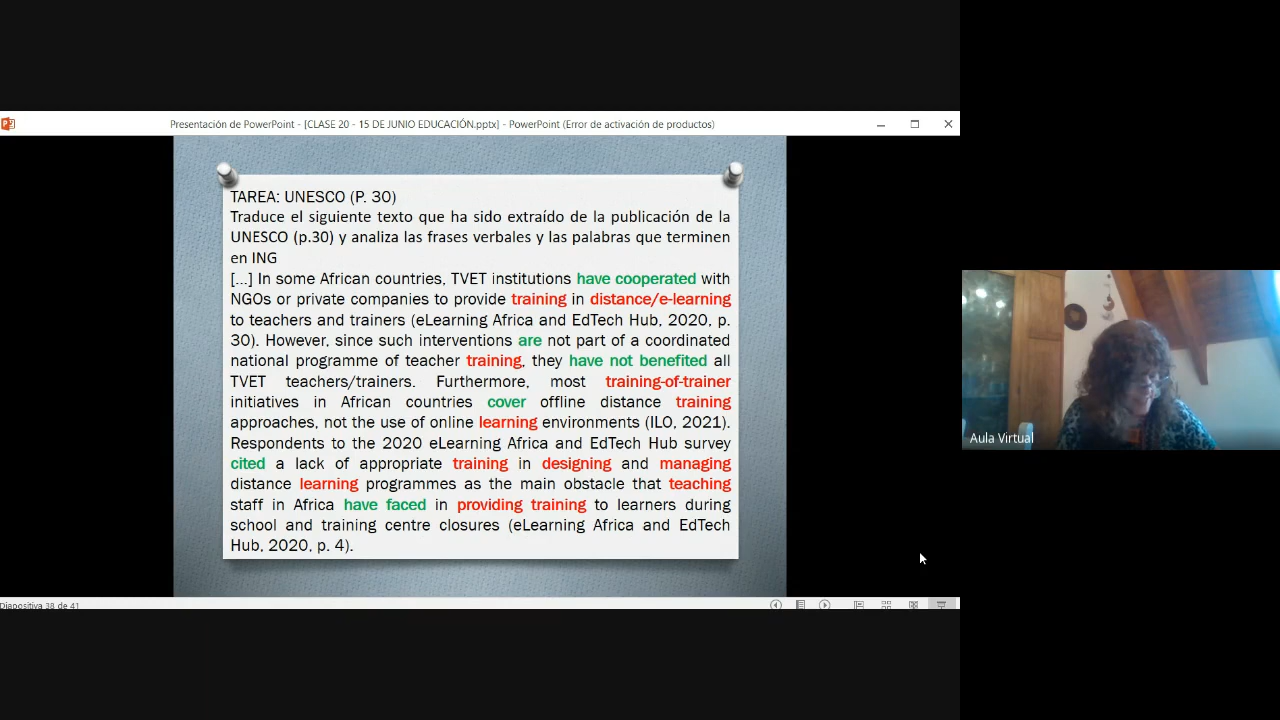 Presentación de PowerPoint - [CLASE 20 - 15 DE JUNIO EDUCACIÓN.pptx] - PowerPoint (Error de activación de productos)
TAREA: UNESCO (P. 30)
Traduce el siguiente texto que ha sido extraído de la publicación de la
UNESCO (p.30) y analiza las frases verbales y las palabras que terminen
en ING
[...] In some African countries, TVET institutions have cooperated with
NGOs or private companies to provide training in distance/e-learning
to teachers and trainers (eLearning Africa and EdTech Hub, 2020, p.
30). However, since such interventions are not part of a coordinated
national programme of teacher training, they have not benefited all
TVET teachers/trainers. Furthermore, most training-of-trainer
initiatives in African countries cover offline distance training
approaches, not the use of online learning environments (ILO, 2021).
Respondents to the 2020 eLearning Africa and EdTech Hub survey
cited a lack of appropriate training in designing and managing
distance learning programmes as the main obstacle that teaching
staff in Africa have faced in providing training to learners during
school and training centre closures (eLearning Africa and EdTech
Hub, 2020, p. 4).
Aula Virtual
Diapositiva 38 de 41